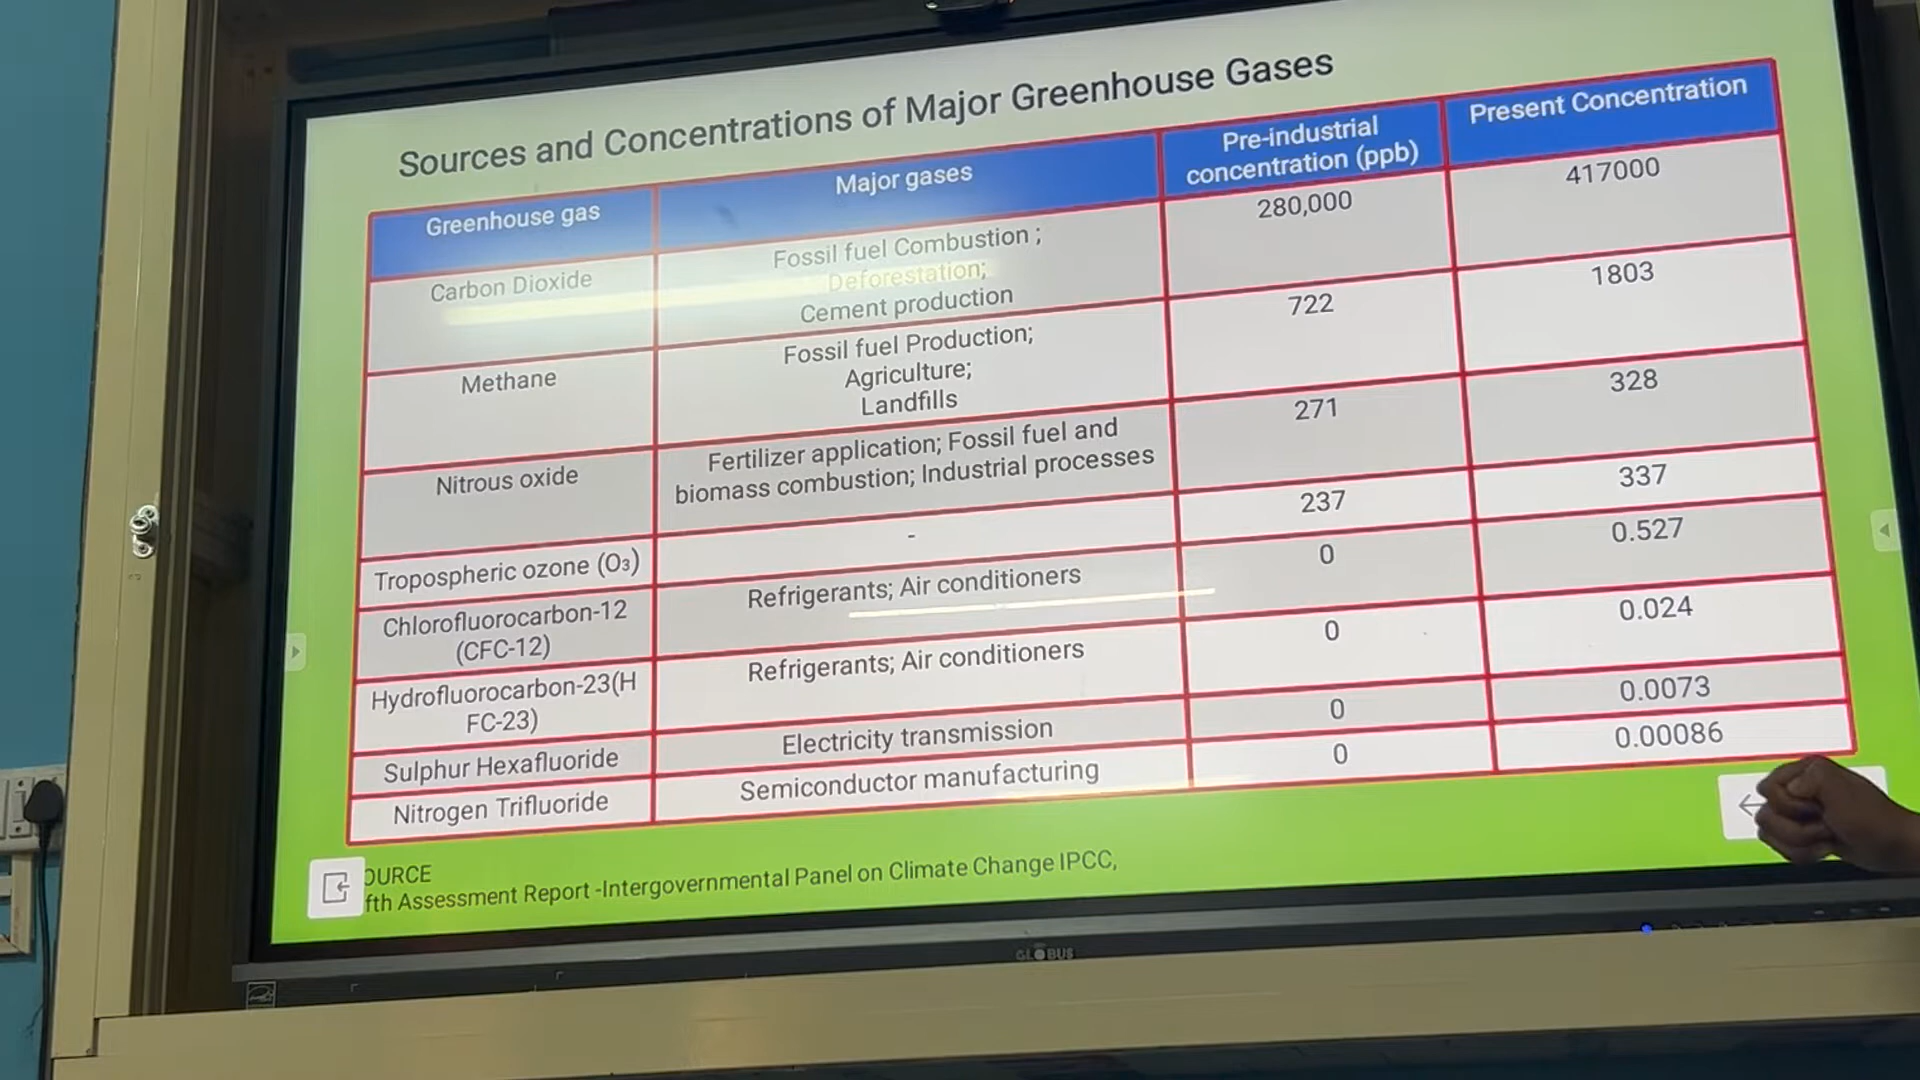 Sources and Concentrations of Major Greenhouse Gases
Greenhouse gas
Major gases
Pre-industrial
concentration (ppb)
Present Concentration
Carbon Dioxide
Fossil fuel Combustion ;
Deforestation;
Cement production
280,000
417000
Methane
Fossil fuel Production;
Agriculture;
Landfills
722
1803
Nitrous oxide
Fertilizer application; Fossil fuel and
biomass combustion; Industrial processes
271
328
Tropospheric ozone (O₃)
-
237
337
Chlorofluorocarbon-12
(CFC-12)
Refrigerants; Air conditioners
0
0.527
Hydrofluorocarbon-23(H
FC-23)
Refrigerants; Air conditioners
0
0.024
Sulphur Hexafluoride
Electricity transmission
0
0.0073
Nitrogen Trifluoride
Semiconductor manufacturing
0
0.00086
OURCE
fth Assessment Report -Intergovernmental Panel on Climate Change IPCC,
GLOBUS